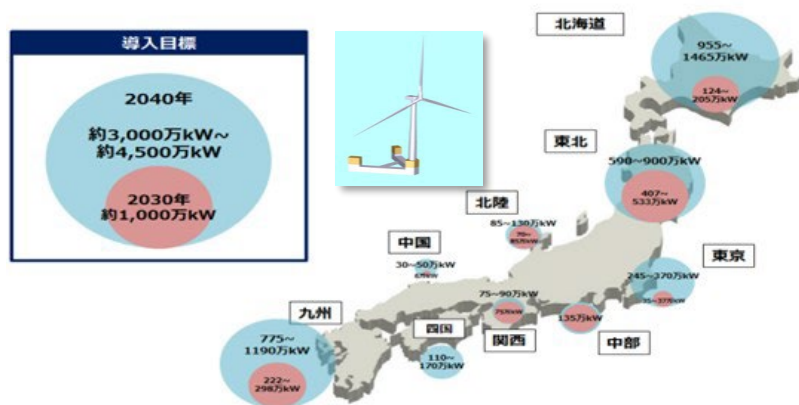 導入目標
2040年
約3,000万kW～
約4,500万kW
2030年
約1,000万kW
北海道
955～
1465万kW
124～
205万kW
東北
590～900万kW
407～
533万kW
北陸
85～130万kW
中国
30～50万kW
東京
245～370万kW
75～90万kW
関西
135万kW
中部
四国
110～
170万kW
九州
775～
1190万kW
222～
298万kW